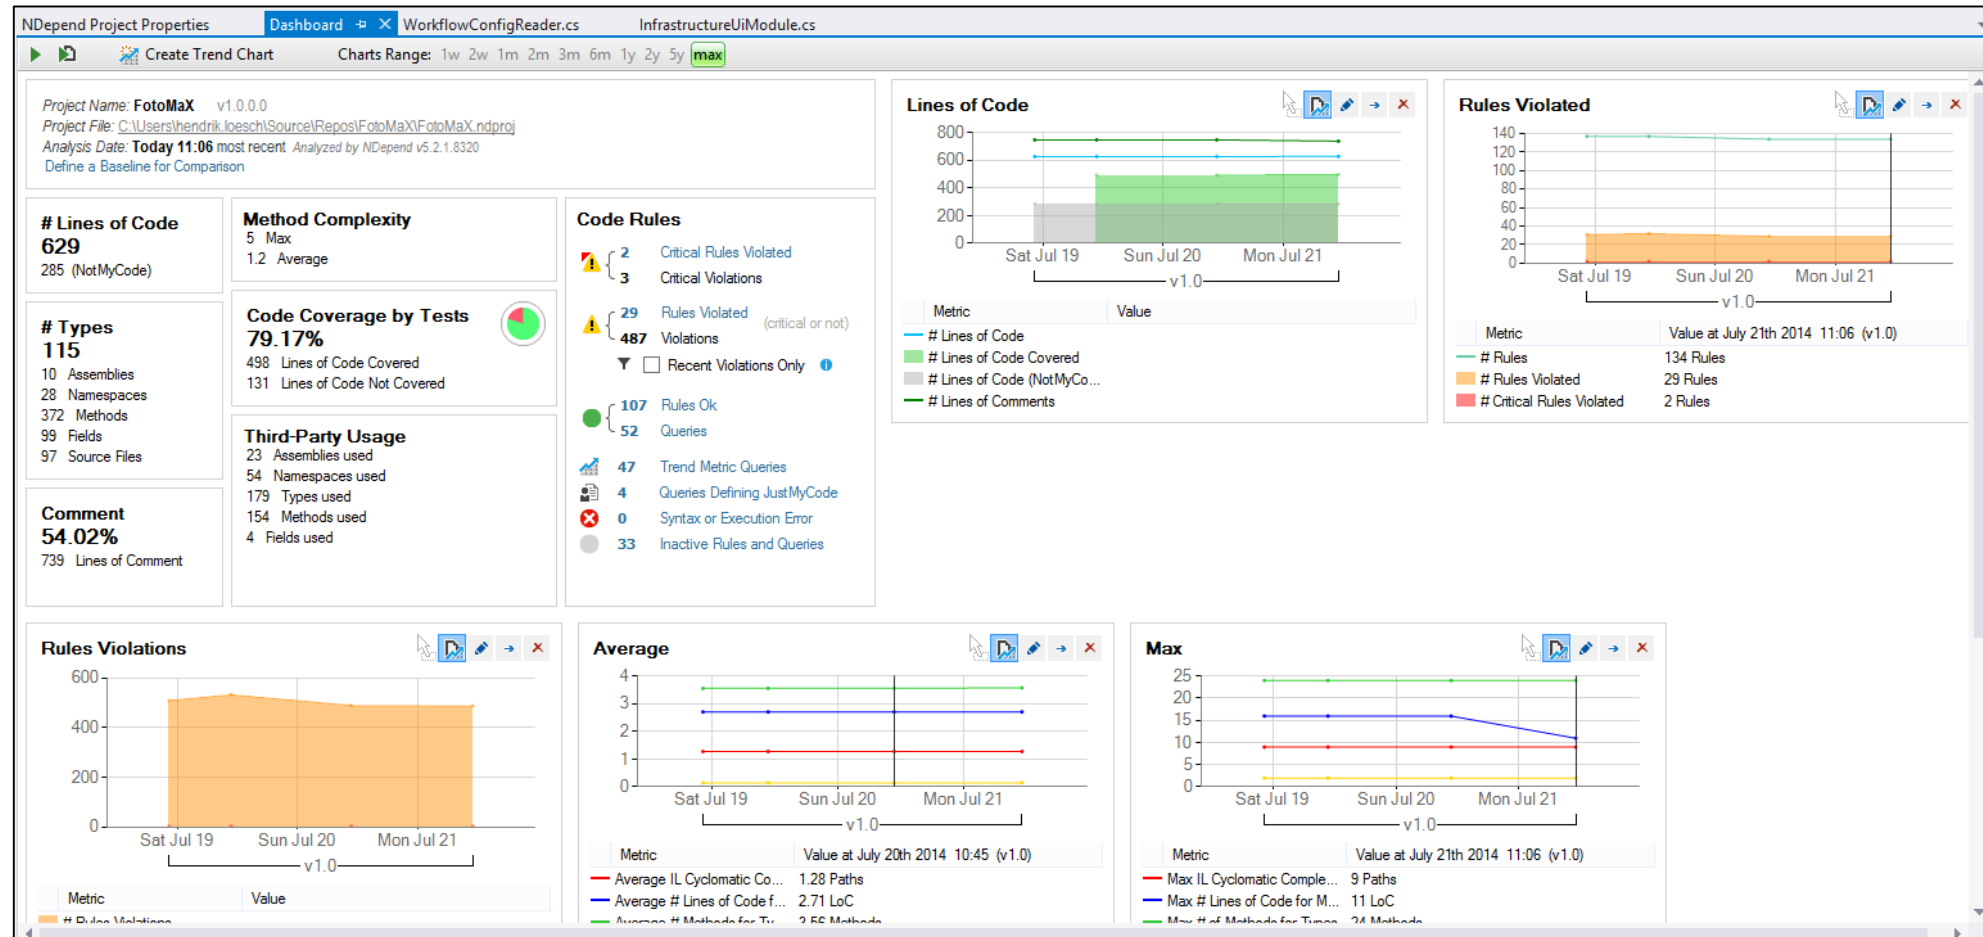 NDepend Project Properties Dashboard WorkflowConfigReader.cs InfrastructureUiModule.cs
Create Trend Chart Charts Range: 1w 2w 1m 2m 3m 6m 1y 2y 5y max
Project Name: FotoMaX v1.0.0.0
Project File: C:\Users\hendrik.loesch\Source\Repos\FotoMaX\FotoMaX.ndproj
Analysis Date: Today 11:06 most recent Analyzed by NDepend v5.2.1.8320
Define a Baseline for Comparison
# Lines of Code
629
285 (NotMyCode)
# Types
115
10 Assemblies
28 Namespaces
372 Methods
99 Fields
97 Source Files
Comment
54.02%
739 Lines of Comment
Method Complexity
5 Max
1.2 Average
Code Coverage by Tests
79.17%
498 Lines of Code Covered
131 Lines of Code Not Covered
Third-Party Usage
23 Assemblies used
54 Namespaces used
179 Types used
154 Methods used
4 Fields used
Code Rules
2 Critical Rules Violated
3 Critical Violations
29 Rules Violated (critical or not)
487 Violations
Recent Violations Only
107 Rules Ok
52 Queries
47 Trend Metric Queries
4 Queries Defining JustMyCode
0 Syntax or Execution Error
33 Inactive Rules and Queries
Lines of Code
800
600
400
200
0
Sat Jul 19 Sun Jul 20 Mon Jul 21
v1.0
Metric Value
# Lines of Code
# Lines of Code Covered
# Lines of Code (NotMyCo...
# Lines of Comments
Rules Violated
140
120
100
80
60
40
20
0
Sat Jul 19 Sun Jul 20 Mon Jul 21
v1.0
Metric Value at July 21th 2014 11:06 (v1.0)
# Rules 134 Rules
# Rules Violated 29 Rules
# Critical Rules Violated 2 Rules
Rules Violations
600
400
200
0
Sat Jul 19 Sun Jul 20 Mon Jul 21
v1.0
Metric Value
# Rules Violations
Average
4
3
2
1
0
Sat Jul 19 Sun Jul 20 Mon Jul 21
v1.0
Metric Value at July 20th 2014 10:45 (v1.0)
Average IL Cyclomatic Co... 1.28 Paths
Average # Lines of Code f... 2.71 LoC
Average # Methods for Ty... 3.56 Methods
Max
25
20
15
10
5
0
Sat Jul 19 Sun Jul 20 Mon Jul 21
v1.0
Metric Value at July 21th 2014 11:06 (v1.0)
Max IL Cyclomatic Comple... 9 Paths
Max # Lines of Code for M... 11 LoC
Max # of Methods for Types 24 Methods